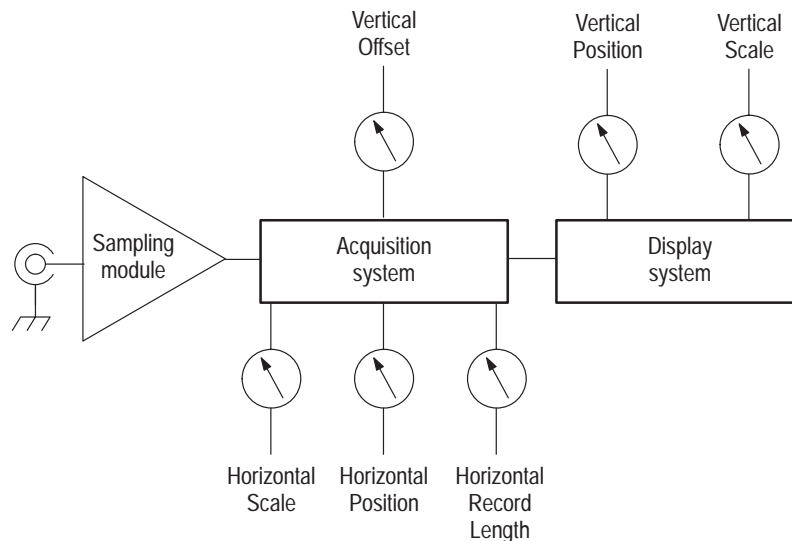 Vertical
Offset
Vertical
Position
Vertical
Scale
Sampling
module
Acquisition
system
Display
system
Horizontal
Scale
Horizontal
Position
Horizontal
Record
Length